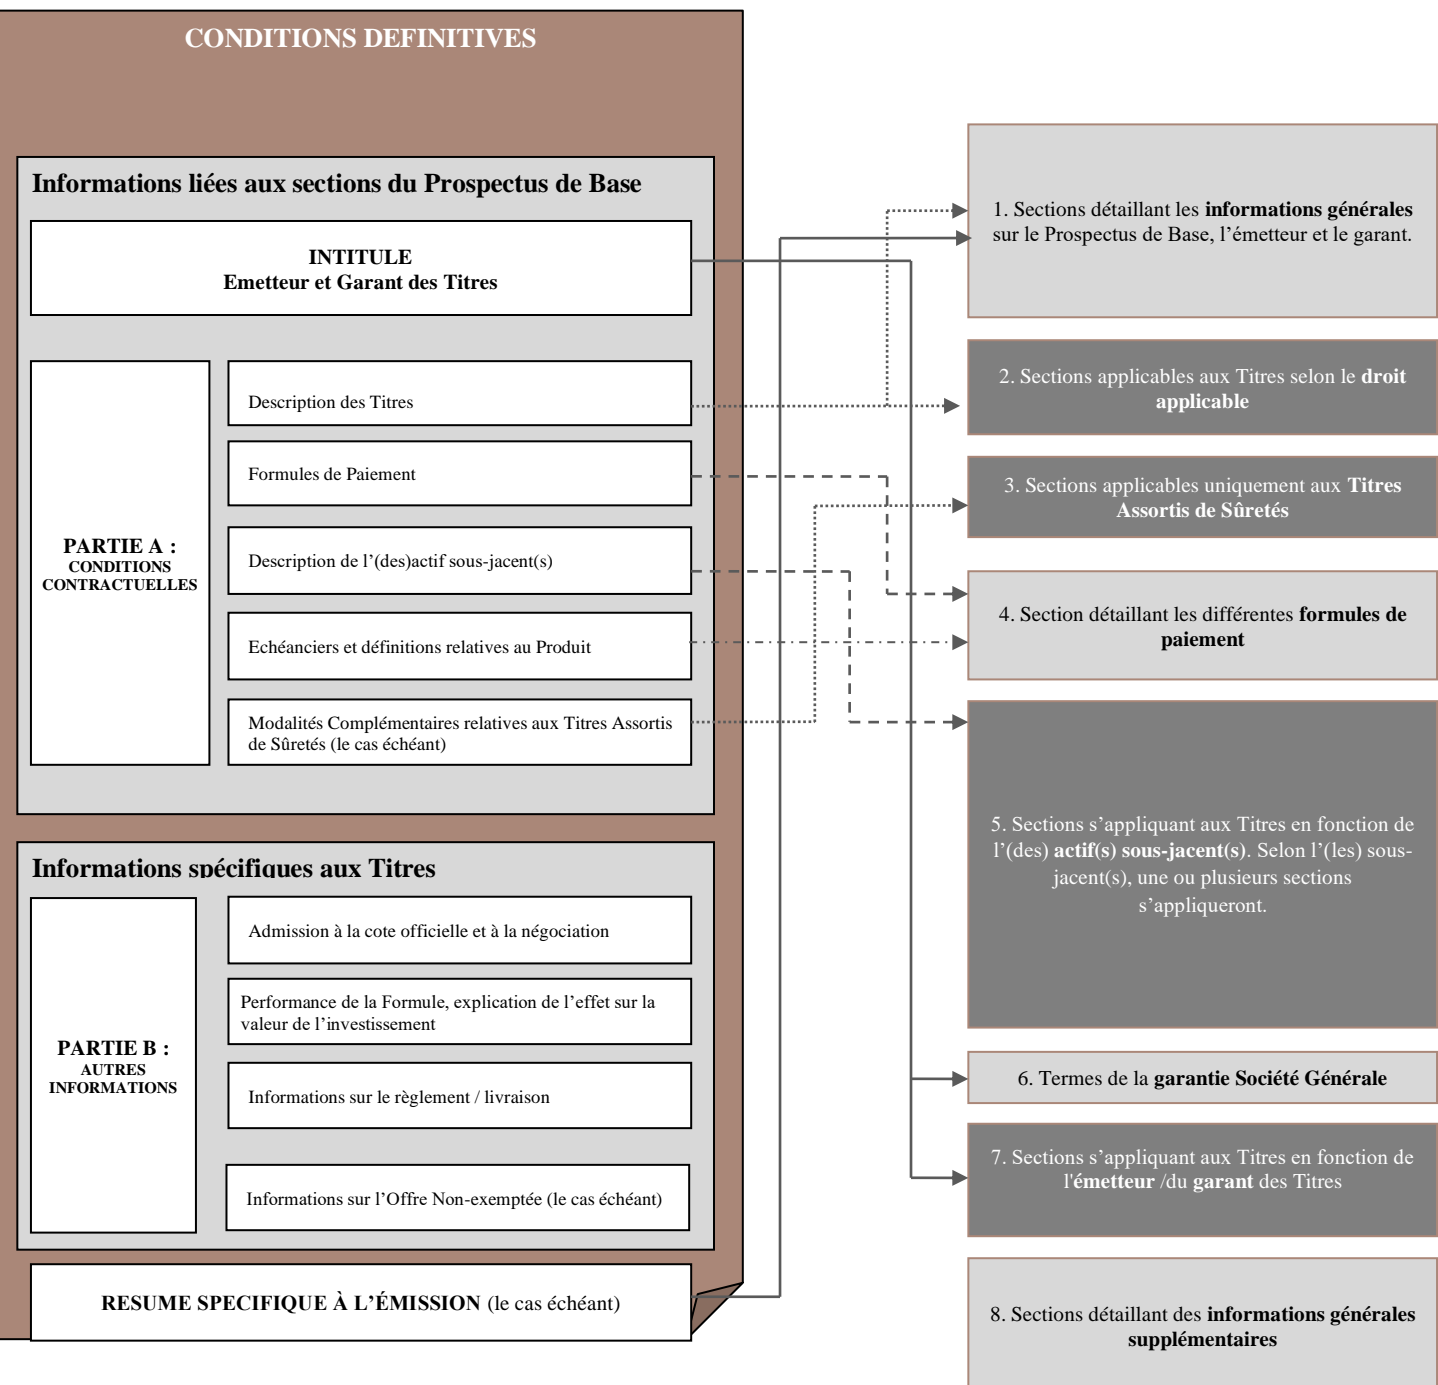 CONDITIONS DEFINITIVES
Informations liées aux sections du Prospectus de Base
INTITULE
Emetteur et Garant des Titres
PARTIE A :
CONDITIONS
CONTRACTUELLES
Description des Titres
Formules de Paiement
Description de l’(des)actif sous-jacent(s)
Echéanciers et définitions relatives au Produit
Modalités Complémentaires relatives aux Titres Assortis
de Sûretés (le cas échéant)
Informations spécifiques aux Titres
PARTIE B :
AUTRES
INFORMATIONS
Admission à la cote officielle et à la négociation
Performance de la Formule, explication de l’effet sur la
valeur de l’investissement
Informations sur le règlement / livraison
Informations sur l’Offre Non-exemptée (le cas échéant)
RESUME SPECIFIQUE À L’ÉMISSION (le cas échéant)
1. Sections détaillant les informations générales
sur le Prospectus de Base, l’émetteur et le garant.
2. Sections applicables aux Titres selon le droit
applicable
3. Sections applicables uniquement aux Titres
Assortis de Sûretés
4. Section détaillant les différentes formules de
paiement
5. Sections s’appliquant aux Titres en fonction de
l’(des) actif(s) sous-jacent(s). Selon l’(les) sous-
jacent(s), une ou plusieurs sections
s’appliqueront.
6. Termes de la garantie Société Générale
7. Sections s’appliquant aux Titres en fonction de
l'émetteur /du garant des Titres
8. Sections détaillant des informations générales
supplémentaires